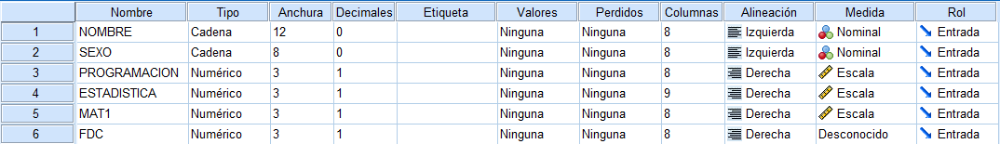 Nombre Tipo Anchura Decimales Etiqueta Valores Perdidos Columnas Alineación Medida Rol
1 NOMBRE Cadena 12 0 Ninguna Ninguna 8 Izquierda Nominal Entrada
2 SEXO Cadena 8 0 Ninguna Ninguna 8 Izquierda Nominal Entrada
3 PROGRAMACION Numérico 3 1 Ninguna Ninguna 8 Derecha Escala Entrada
4 ESTADISTICA Numérico 3 1 Ninguna Ninguna 9 Derecha Escala Entrada
5 MAT1 Numérico 3 1 Ninguna Ninguna 8 Derecha Escala Entrada
6 FDC Numérico 3 1 Ninguna Ninguna 8 Derecha Desconocido Entrada